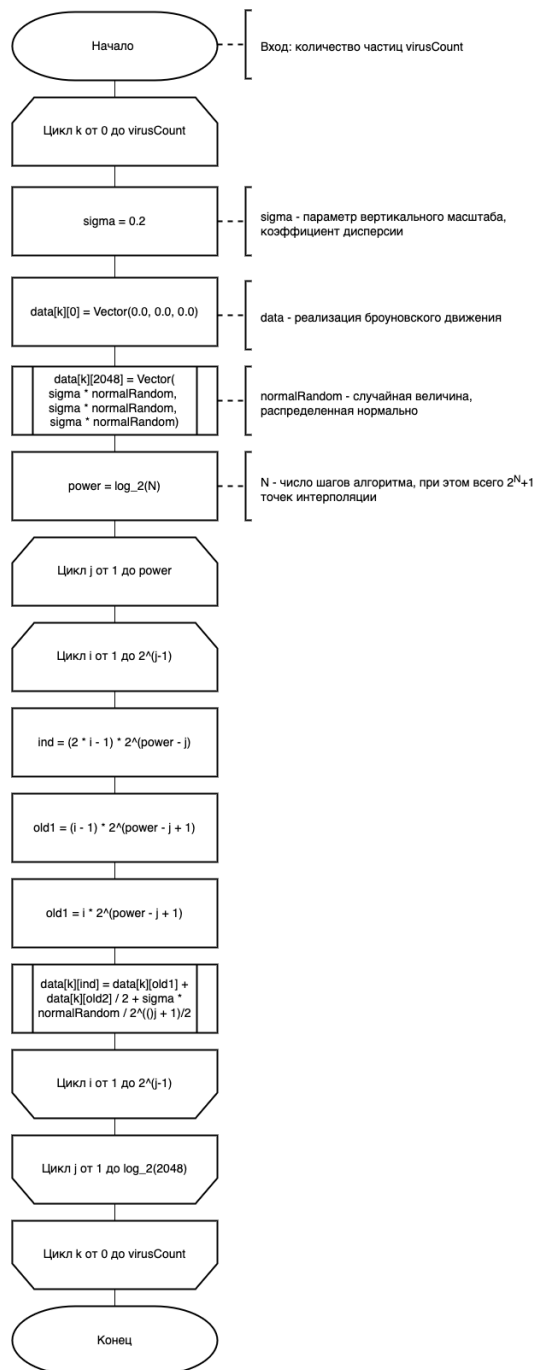 Начало
Вход: количество частиц virusCount
Цикл k от 0 до virusCount
sigma = 0.2
sigma - параметр вертикального масштаба,
коэффициент дисперсии
data[k][0] = Vector(0.0, 0.0, 0.0)
data - реализация броуновского движения
data[k][2048] = Vector(
sigma * normalRandom,
sigma * normalRandom,
sigma * normalRandom)
normalRandom - случайная величина,
распределенная нормально
power = log_2(N)
N - число шагов алгоритма, при этом всего 2^N+1
точек интерполяции
Цикл j от 1 до power
Цикл i от 1 до 2^(j-1)
ind = (2 * i - 1) * 2^(power - j)
old1 = (i - 1) * 2^(power - j + 1)
old1 = i * 2^(power - j + 1)
data[k][ind] = data[k][old1] +
data[k][old2] / 2 + sigma *
normalRandom / 2^(()j + 1)/2
Цикл i от 1 до 2^(j-1)
Цикл j от 1 до log_2(2048)
Цикл k от 0 до virusCount
Конец